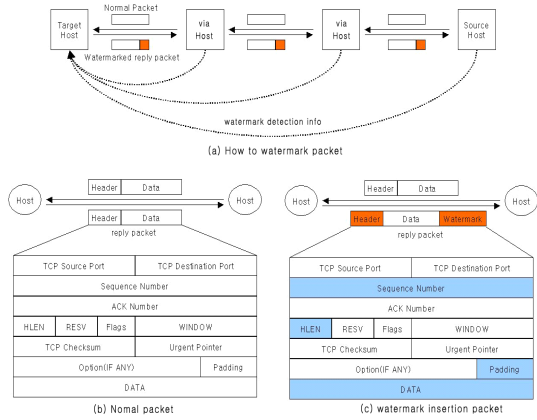 Normal Packet
Target Host
via Host
via Host
Source Host
Watermarked reply packet
watermark detection info
(a) How to watermark packet
Header Data
Host Host
Header Data
reply packet
TCP Source Port TCP Destination Port
Sequence Number
ACK Number
HLEN RESV Flags WINDOW
TCP Checksum Urgent Pointer
Option(IF ANY) Padding
DATA
(b) Nomal packet
Header Data
Host Host
Header Data Watermark
reply packet
TCP Source Port TCP Destination Port
Sequence Number
ACK Number
HLEN RESV Flags WINDOW
TCP Checksum Urgent Pointer
Option(IF ANY) Padding
DATA
(c) watermark insertion packet